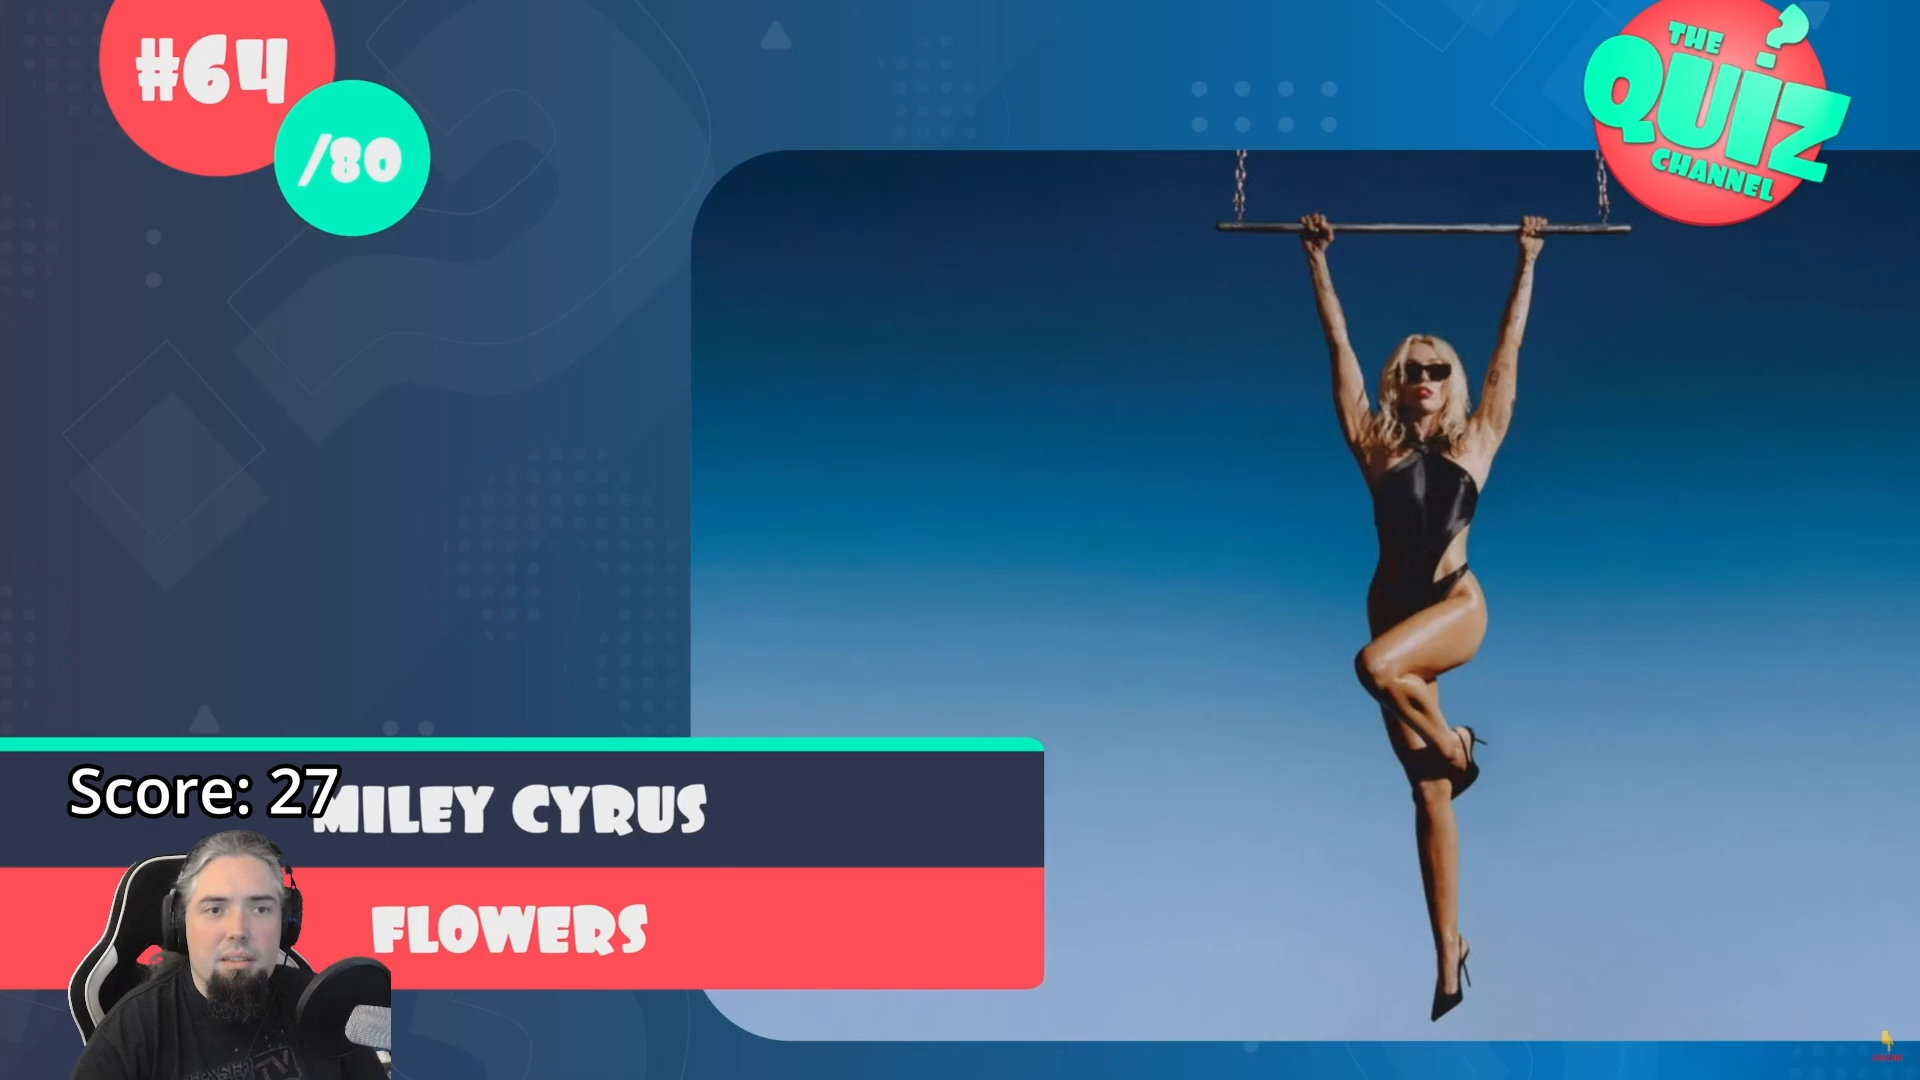 #64
/80
THE
QUIZ
CHANNEL
Score: 27
MILEY CYRUS
FLOWERS